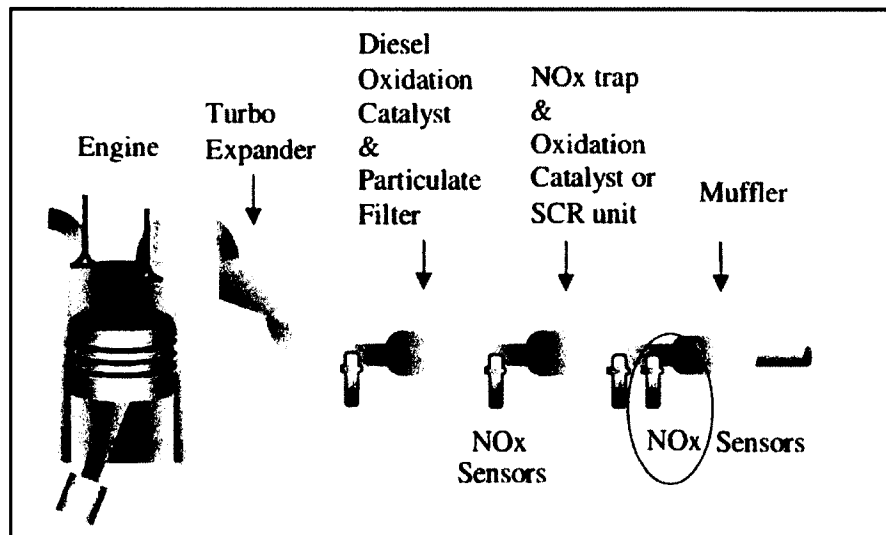 Engine
Turbo
Expander
Diesel
Oxidation
Catalyst
&
Particulate
Filter
NOx trap
&
Oxidation
Catalyst or
SCR unit
Muffler
NOx
Sensors
NOx Sensors